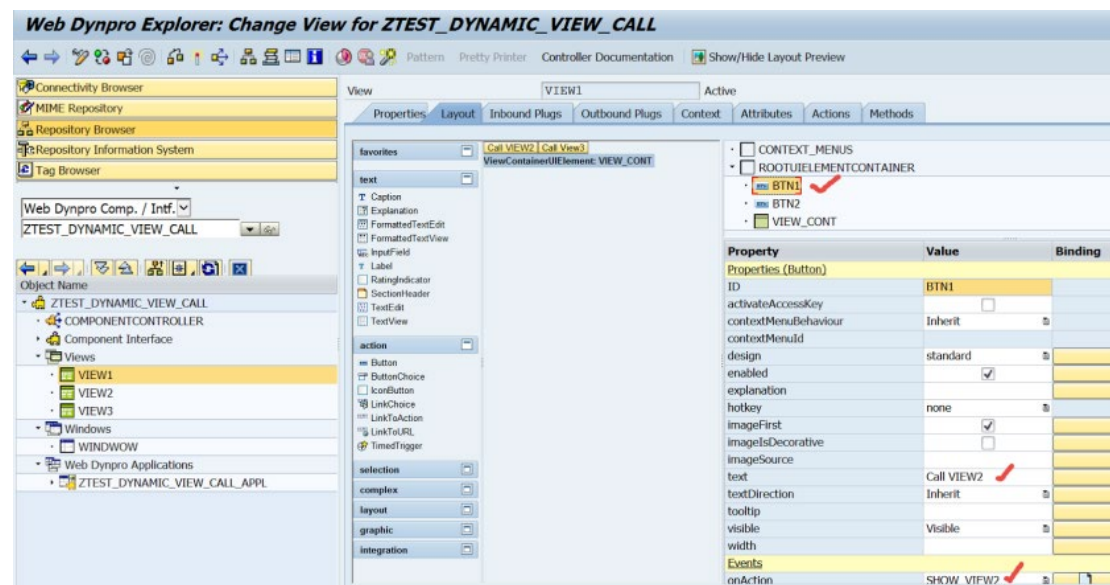 Web Dynpro Explorer: Change View for ZTEST_DYNAMIC_VIEW_CALL
Pattern Pretty Printer Controller Documentation Show/Hide Layout Preview
Connectivity Browser
MIME Repository
Repository Browser
Repository Information System
Tag Browser
Web Dynpro Comp. / Intf.
ZTEST_DYNAMIC_VIEW_CALL
Object Name
ZTEST_DYNAMIC_VIEW_CALL
COMPONENTCONTROLLER
Component Interface
Views
VIEW1
VIEW2
VIEW3
Windows
WINDWOW
Web Dynpro Applications
ZTEST_DYNAMIC_VIEW_CALL_APPL
View VIEW1 Active
Properties Layout Inbound Plugs Outbound Plugs Context Attributes Actions Methods
favorites
text
Caption
Explanation
FormattedTextEdit
FormattedTextView
InputField
Label
RatingIndicator
SectionHeader
TextEdit
TextView
action
Button
ButtonChoice
IconButton
LinkChoice
LinkToAction
LinkToURL
TimedTrigger
selection
complex
layout
graphic
integration
Call VIEW2 Call View3
ViewContainerUIElement: VIEW_CONT
CONTEXT_MENUS
ROOTUIELEMENTCONTAINER
BTN1
BTN2
VIEW_CONT
Property Value Binding
Properties (Button)
ID BTN1
activateAccessKey
contextMenuBehaviour Inherit
contextMenuId
design standard
enabled
explanation
hotkey none
imageFirst
imageIsDecorative
imageSource
text Call VIEW2
textDirection Inherit
tooltip
visible Visible
width
Events
onAction SHOW_VIEW2